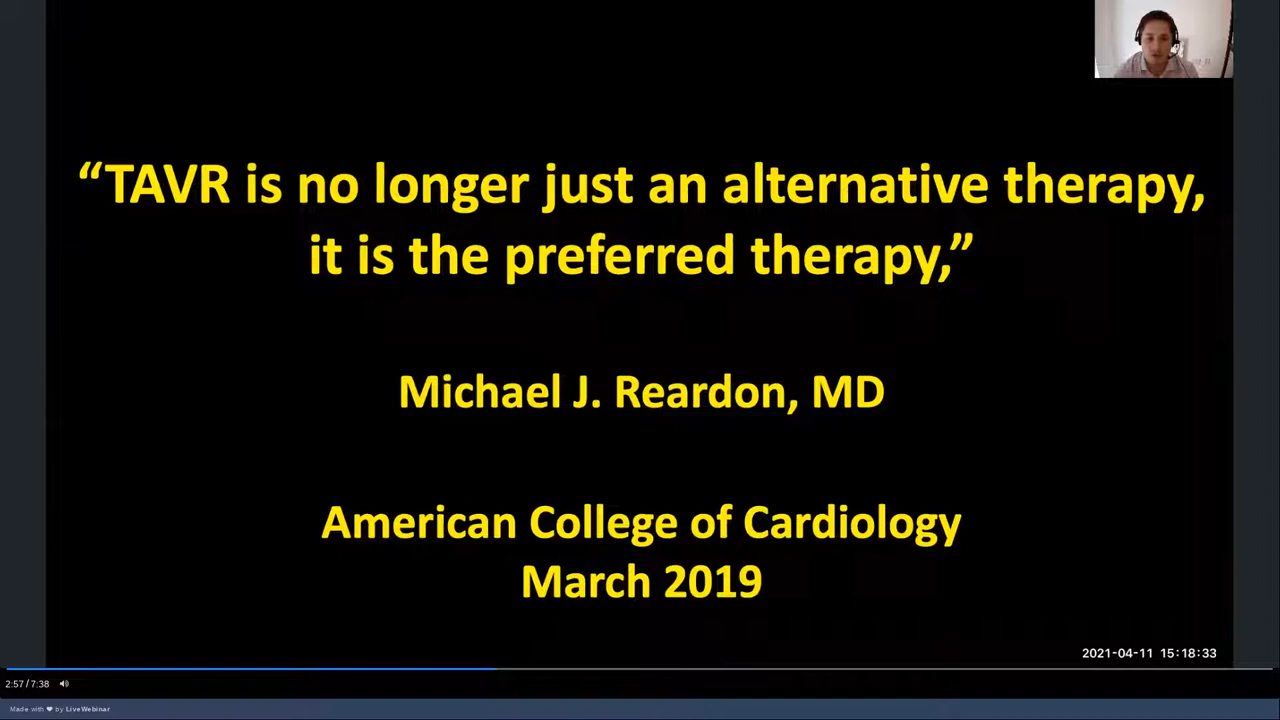 “TAVR is no longer just an alternative therapy,
it is the preferred therapy,”
Michael J. Reardon, MD
American College of Cardiology
March 2019
2021-04-11 15:18:33
2:57/7:38
Made with ❤ by LiveWebinar